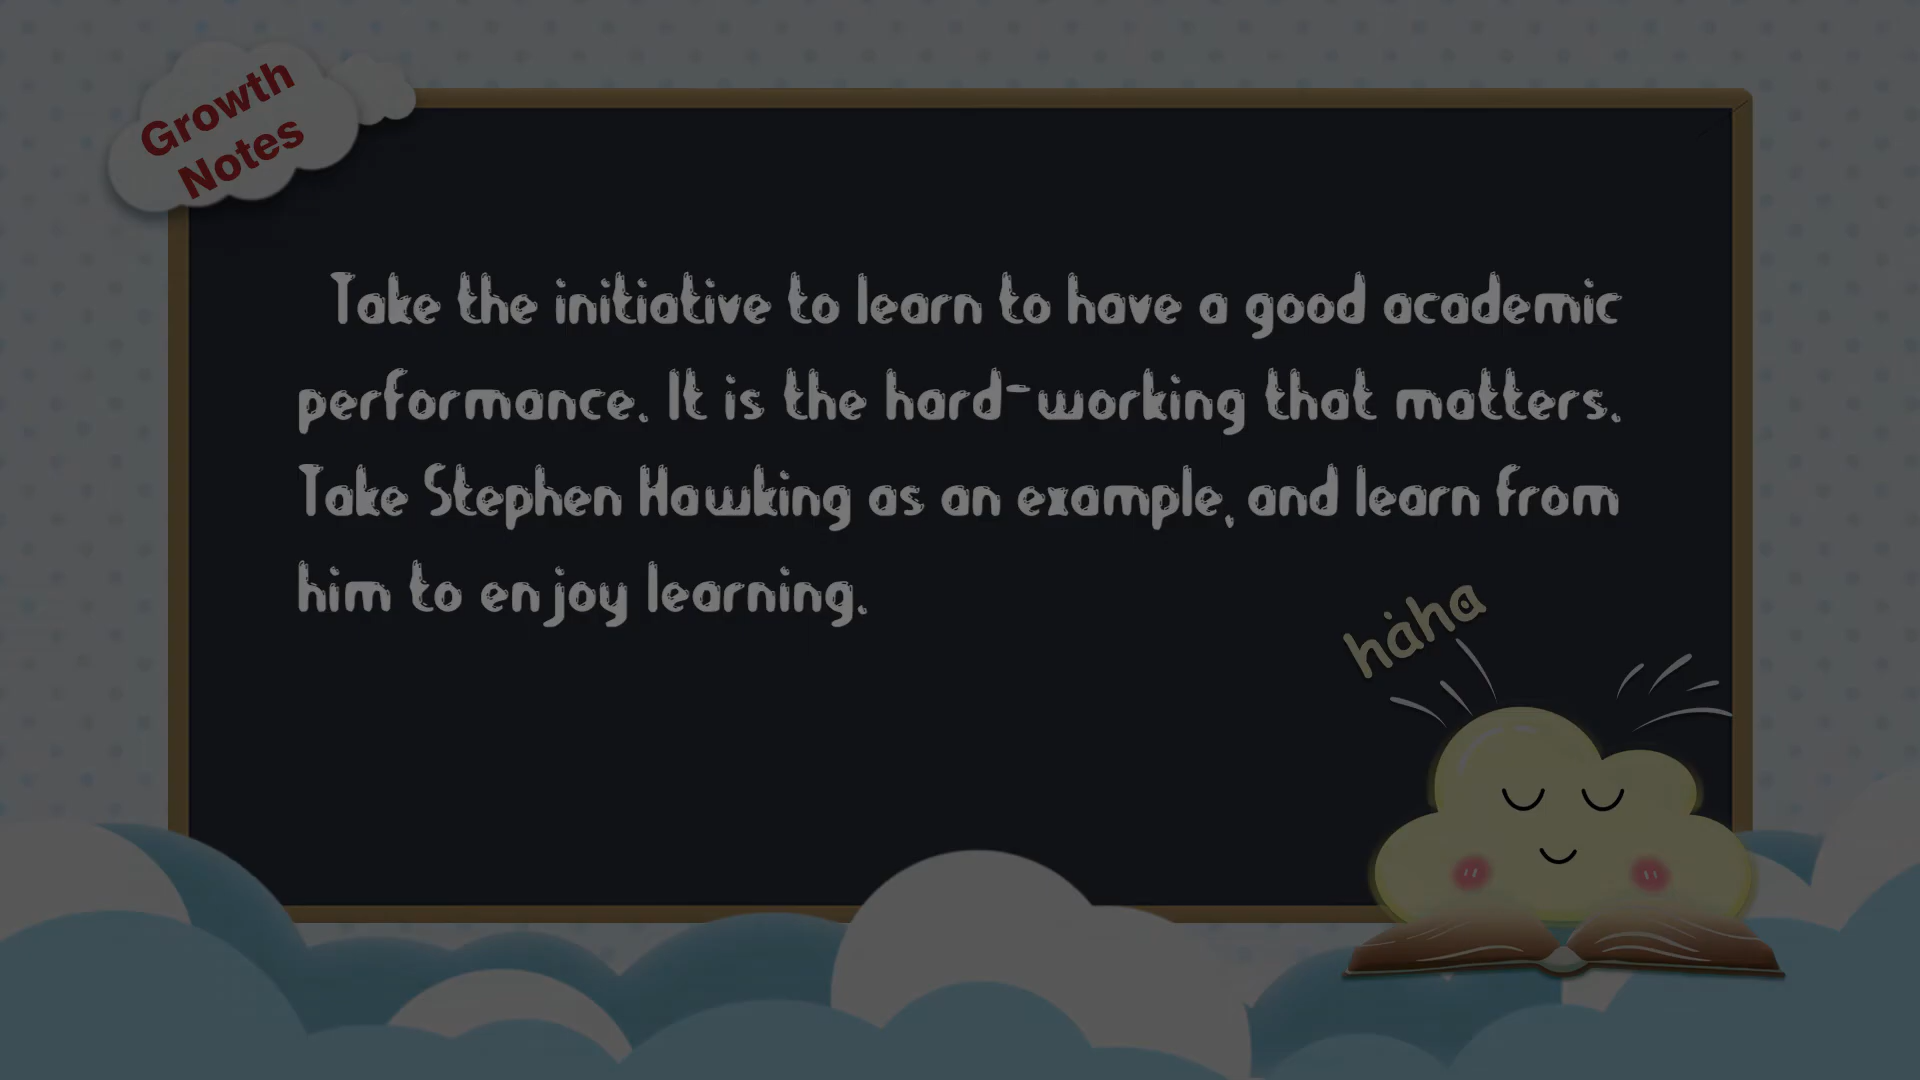 Growth
Notes
Take the initiative to learn to have a good academic
performance. It is the hard-working that matters.
Take Stephen Hawking as an example, and learn from
him to enjoy learning.
haha